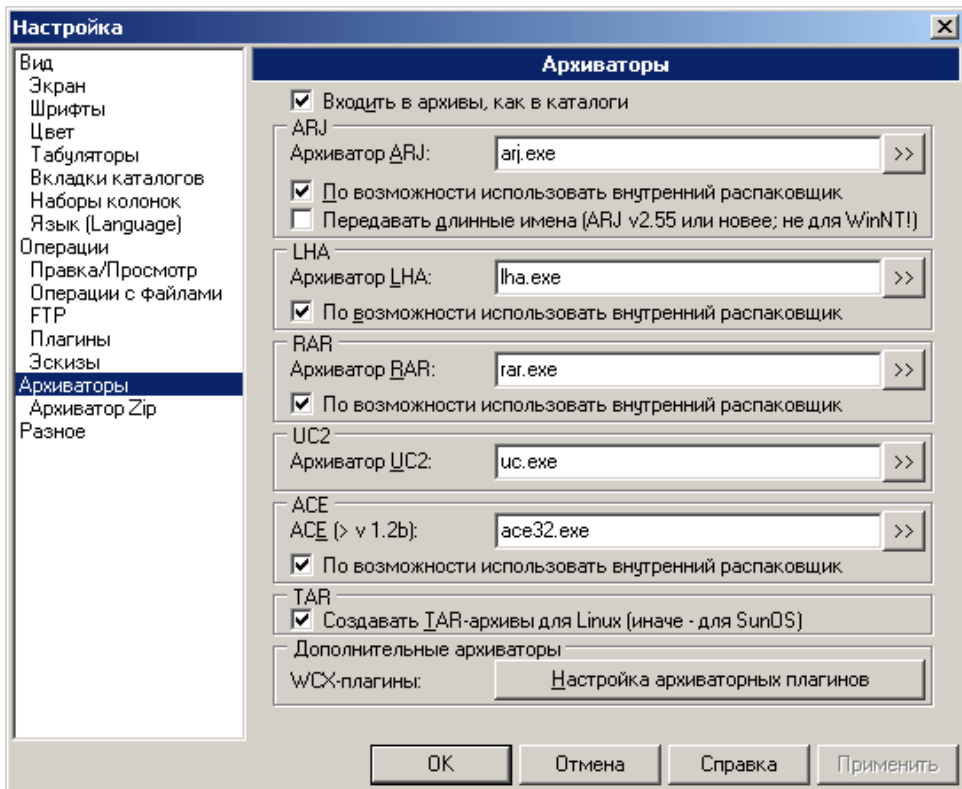 Настройка
Вид
Экран
Шрифты
Цвет
Табуляторы
Вкладки каталогов
Наборы колонок
Язык (Language)
Операции
Правка/Просмотр
Операции с файлами
FTP
Плагины
Эскизы
Архиваторы
Архиватор Zip
Разное
Архиваторы
Входить в архивы, как в каталоги
ARJ
Архиватор ARJ: arj.exe >>
По возможности использовать внутренний распаковщик
Передавать длинные имена (ARJ v2.55 или новее; не для WinNT!)
LHA
Архиватор LHA: lha.exe >>
По возможности использовать внутренний распаковщик
RAR
Архиватор RAR: rar.exe >>
По возможности использовать внутренний распаковщик
UC2
Архиватор UC2: uc.exe >>
ACE
ACE (> v 1.2b): ace32.exe >>
По возможности использовать внутренний распаковщик
TAR
Создавать TAR-архивы для Linux (иначе - для SunOS)
Дополнительные архиваторы
WCX-плагины: Настройка архиваторных плагинов
OK Отмена Справка Применить